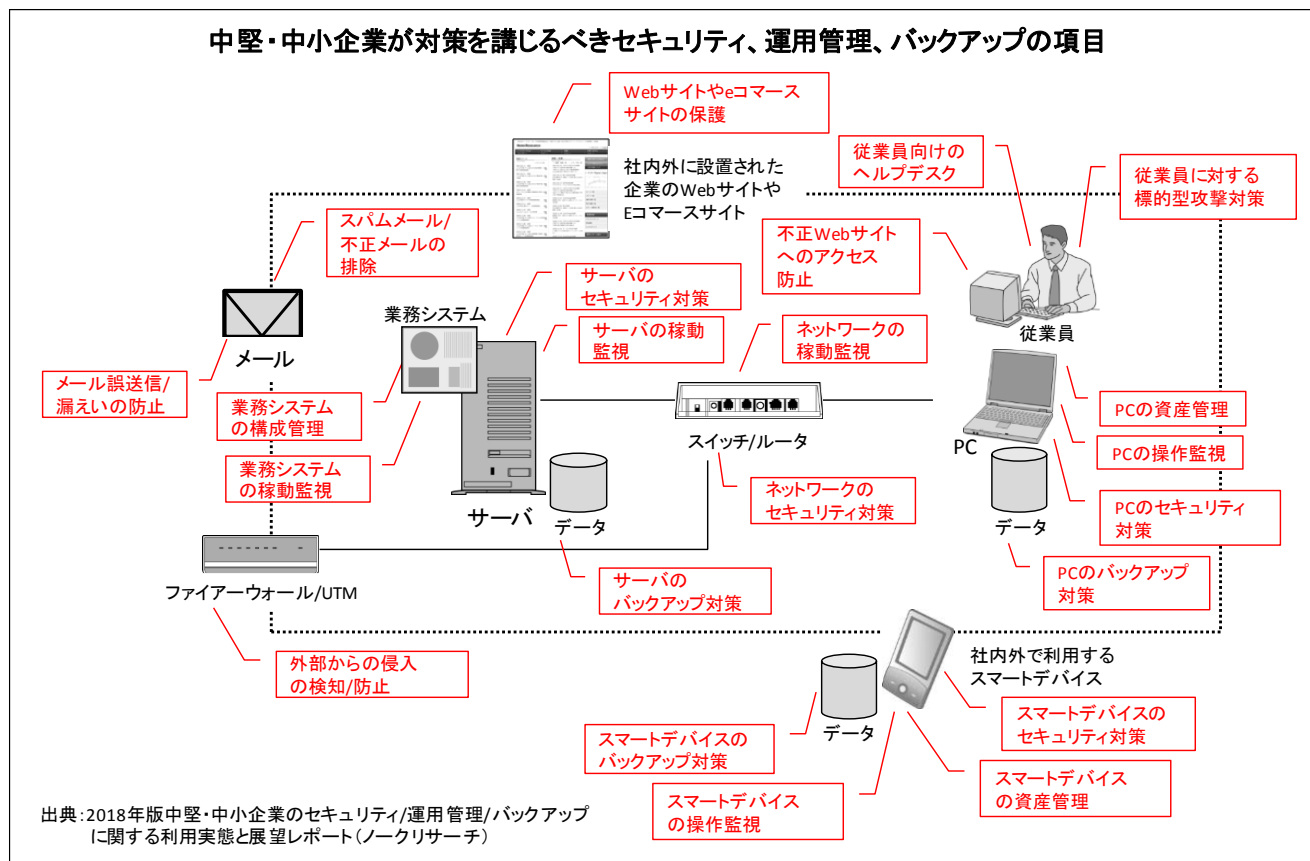 中堅・中小企業が対策を講じるべきセキュリティ、運用管理、バックアップの項目
Webサイトやeコマース
サイトの保護
社内外に設置された
企業のWebサイトや
Eコマースサイト
従業員向けの
ヘルプデスク
従業員に対する
標的型攻撃対策
スパムメール/
不正メールの
排除
不正Webサイト
へのアクセス
防止
サーバの
セキュリティ対策
業務システム
サーバの稼動
監視
ネットワークの
稼動監視
従業員
メール
メール誤送信/
漏えいの防止
業務システム
の構成管理
業務システム
の稼動監視
スイッチ/ルータ
PC
PCの資産管理
PCの操作監視
ネットワークの
セキュリティ対策
PCのセキュリティ
対策
サーバ
データ
データ
ファイアーウォール/UTM
サーバの
バックアップ対策
PCのバックアップ
対策
外部からの侵入
の検知/防止
社内外で利用する
スマートデバイス
データ
スマートデバイスの
セキュリティ対策
スマートデバイスの
バックアップ対策
スマートデバイス
の資産管理
スマートデバイス
の操作監視
出典:2018年版中堅・中小企業のセキュリティ/運用管理/バックアップ
に関する利用実態と展望レポート(ノークリサーチ)